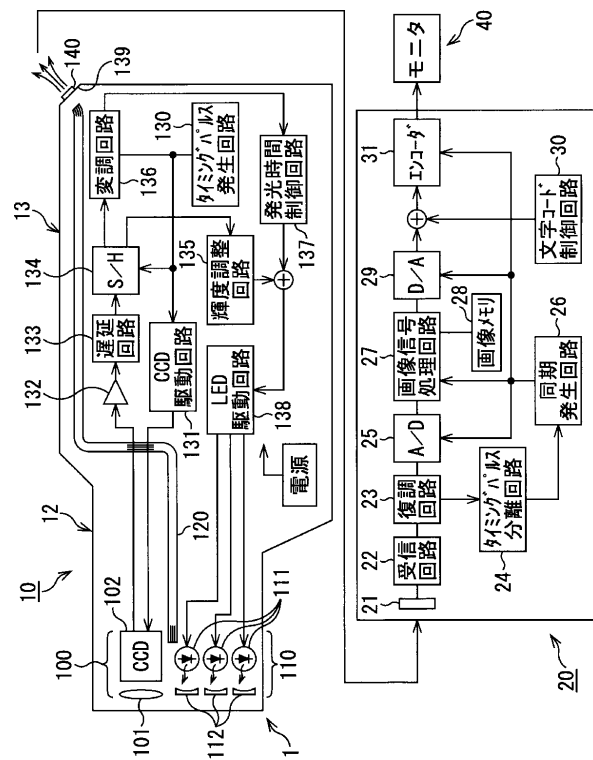 10
12
13
100
102
CCD
101
112
111
110
1
120
132
133
遅延
回路
134
S/H
変調回路
136
140
139
130
タイミングパルス
発生回路
CCD
駆動回路
131
135
輝度調整
回路
発光時間
制御回路
137
LED
駆動回路
138
電源
20
21
22
受信
回路
23
復調
回路
24
タイミングパルス
分離回路
25
A/D
27
画像信号
処理回路
28
画像メモリ
26
同期
発生回路
29
D/A
30
文字コード
制御回路
31
エンコーダ
モニタ
40